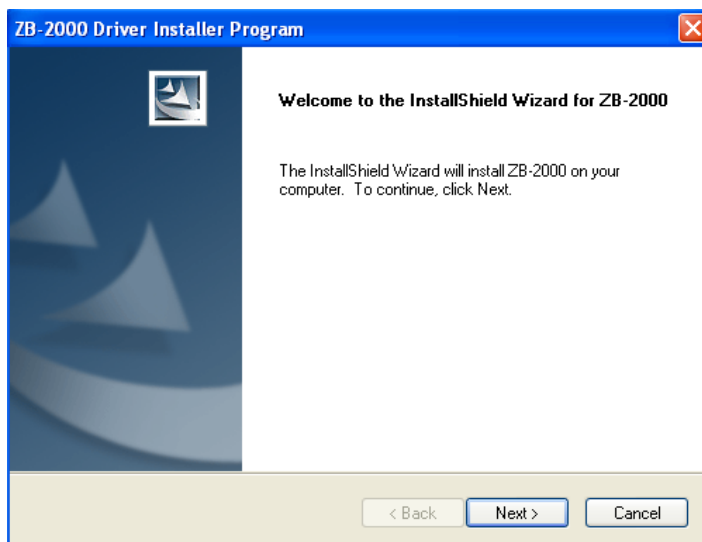 ZB-2000 Driver Installer Program
Welcome to the InstallShield Wizard for ZB-2000
The InstallShield Wizard will install ZB-2000 on your
computer. To continue, click Next.
< Back
Next >
Cancel